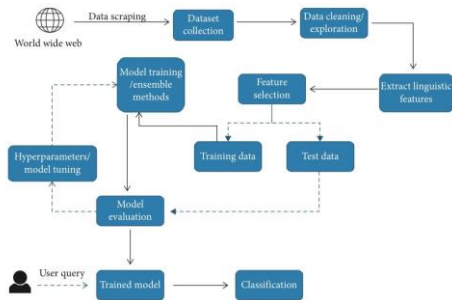 Data scraping
World wide web
Dataset
collection
Data cleaning/
exploration
Model training
/ensemble
methods
Feature
selection
Extract linguistic
features
Hyperparameters/
model tuning
Training data
Test data
Model
evaluation
User query
Trained model
Classification